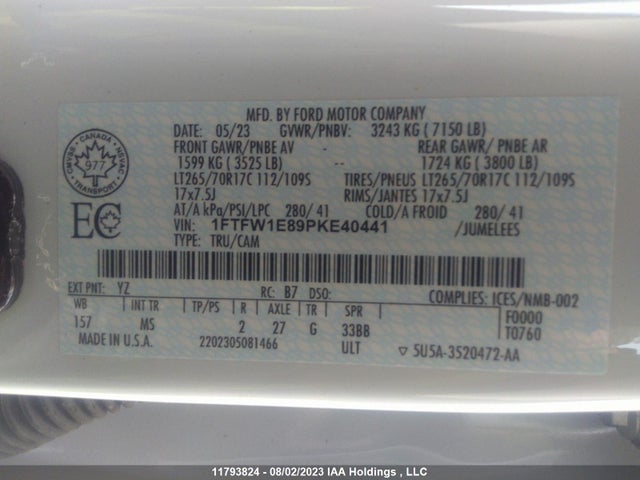 MFD. BY FORD MOTOR COMPANY
DATE: 05/23 GVWR/PNBV: 3243 KG ( 7150 LB)
FRONT GAWR/PNBE AV REAR GAWR/ PNBE AR
1599 KG ( 3525 LB) -- 1724 KG ( 3800 LB)
LT265/70R17C 112/109S TIRES/PNEUS LT265/70R17C 112/109S
17x7.5J RIMS/JANTES 17x7.5J
AT/A kPa/PSI/LPC 280/ 41 COLD/A FROID 280/ 41
VIN: 1FTFW1E89PKE40441 /JUMELEES
TYPE: TRU/CAM
CANADA
977
TRANSPORT
CMVSS
NSVAC
EC
EXT PNT: YZ RC: B7 DSO: COMPLIES: ICES/NMB-002
WB INT TR TP/PS R AXLE TR SPR F0000
157 MS 2 27 G 33BB T0760
MADE IN U.S.A. 2202305081466 ULT ▽ 5U5A-3520472-AA
11793824 - 08/02/2023 IAA Holdings , LLC